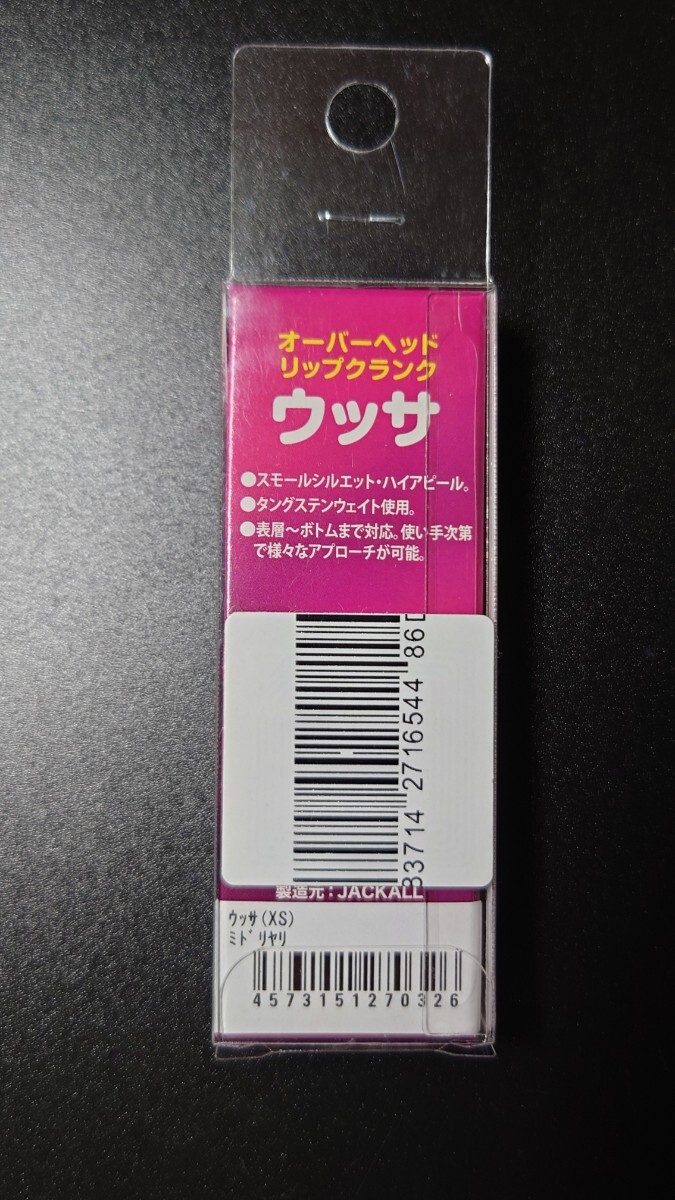 オーバーヘッド
リップクランク
ウッサ
●スモールシルエット・ハイアピール。
●タングステンウェイト使用。
●表層～ボトムまで対応。使い手次第
で様々なアプローチが可能。
33714 2716544 86D
製造元：JACKALL
ウッサ(XS)
ミドリヤリ
4573151270326